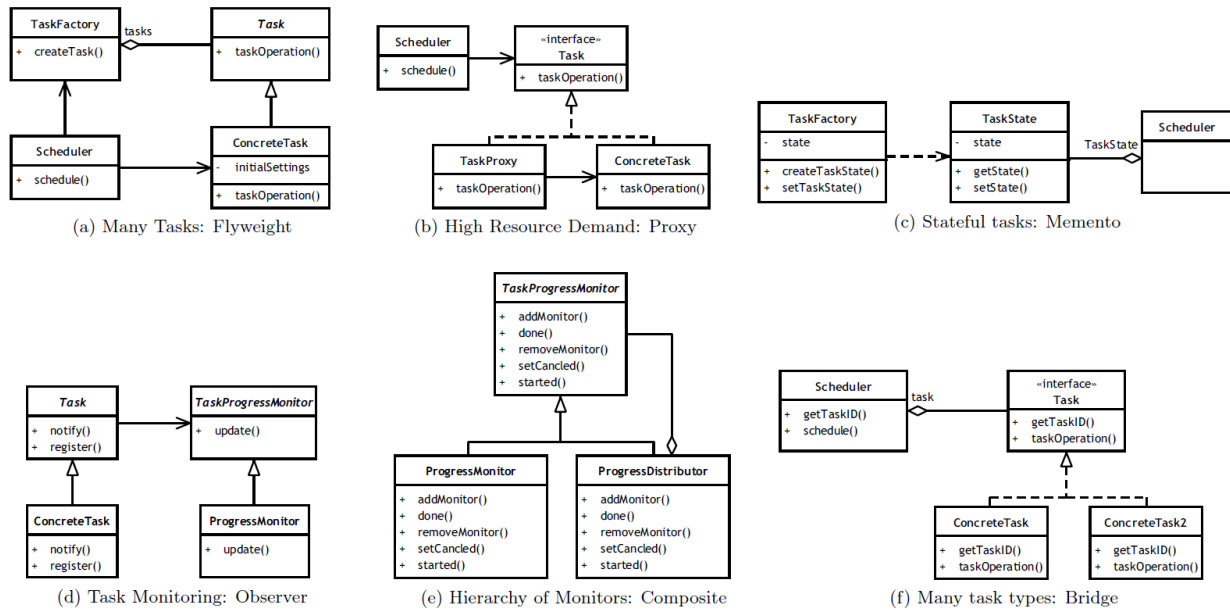 TaskFactory
+ createTask()
tasks
Task
+ taskOperation()
Scheduler
+ schedule()
ConcreteTask
- initialSettings
+ taskOperation()
(a) Many Tasks: Flyweight
Scheduler
+ schedule()
«interface»
Task
+ taskOperation()
TaskProxy
+ taskOperation()
ConcreteTask
+ taskOperation()
(b) High Resource Demand: Proxy
TaskFactory
- state
+ createTaskState()
+ setTaskState()
TaskState
- state
+ getState()
+ setState()
TaskState
Scheduler
(c) Stateful tasks: Memento
Task
+ notify()
+ register()
TaskProgressMonitor
+ update()
ConcreteTask
+ notify()
+ register()
ProgressMonitor
+ update()
(d) Task Monitoring: Observer
TaskProgressMonitor
+ addMonitor()
+ done()
+ removeMonitor()
+ setCancled()
+ started()
ProgressMonitor
+ addMonitor()
+ done()
+ removeMonitor()
+ setCancled()
+ started()
ProgressDistributor
+ addMonitor()
+ done()
+ removeMonitor()
+ setCancled()
+ started()
(e) Hierarchy of Monitors: Composite
Scheduler
+ getTaskID()
+ schedule()
task
«interface»
Task
+ getTaskID()
+ taskOperation()
ConcreteTask
+ getTaskID()
+ taskOperation()
ConcreteTask2
+ getTaskID()
+ taskOperation()
(f) Many task types: Bridge